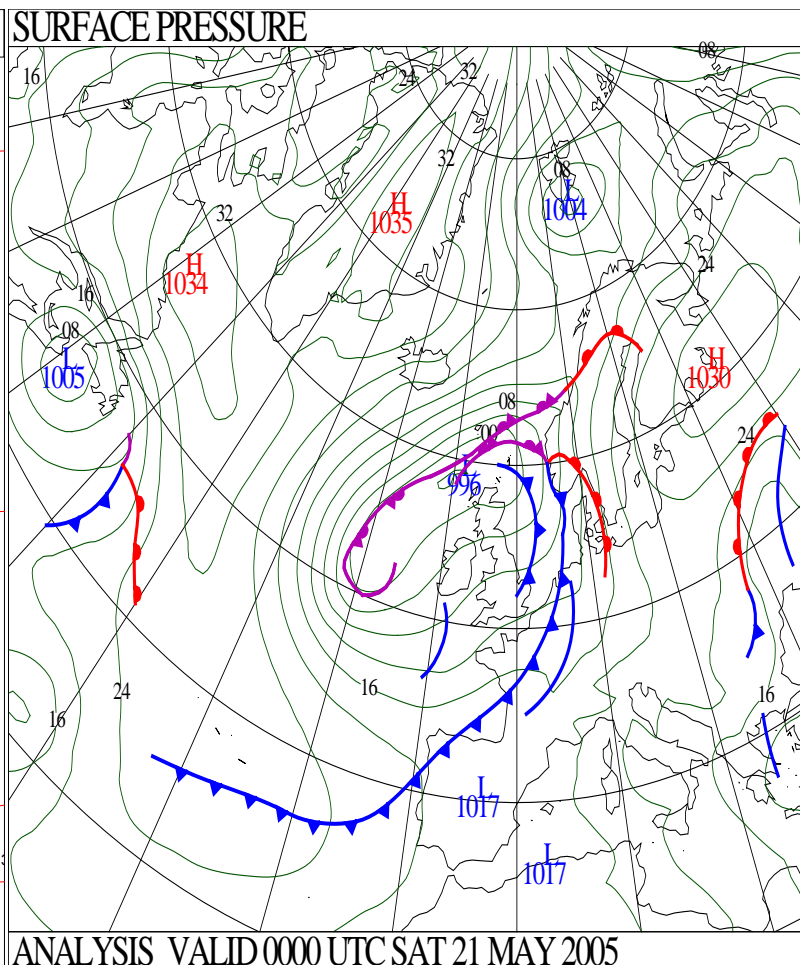 SURFACE PRESSURE
08
16
24
32
32
08
L
1004
H
1035
32
24
H
1034
16
08
L
1005
H
1030
08
00
24
L
996
16
24
16
16
L
1017
L
1017
ANALYSIS VALID 0000 UTC SAT 21 MAY 2005